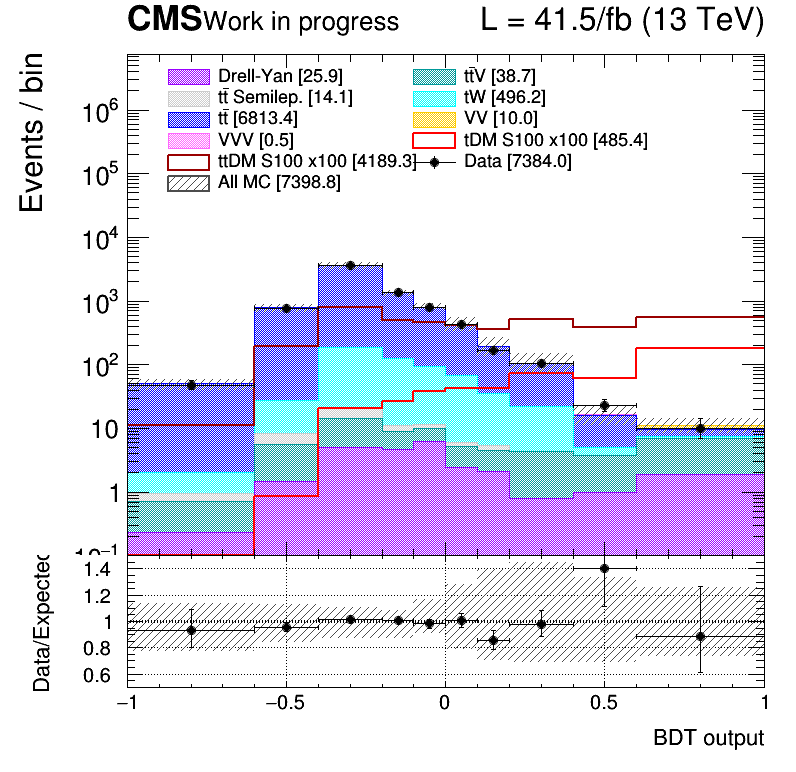 CMS Work in progress L = 41.5/fb (13 TeV)
Events / bin
Drell-Yan [25.9] tt̄V [38.7]
tt̄ Semilep. [14.1] tW [496.2]
tt̄ [6813.4] VV [10.0]
VVV [0.5] tDM S100 x100 [485.4]
ttDM S100 x100 [4189.3] Data [7384.0]
All MC [7398.8]
10⁶
10⁵
10⁴
10³
10²
10
1
10⁻¹
Data/Expected
1.4
1.2
1
0.8
0.6
−1 −0.5 0 0.5 1
BDT output